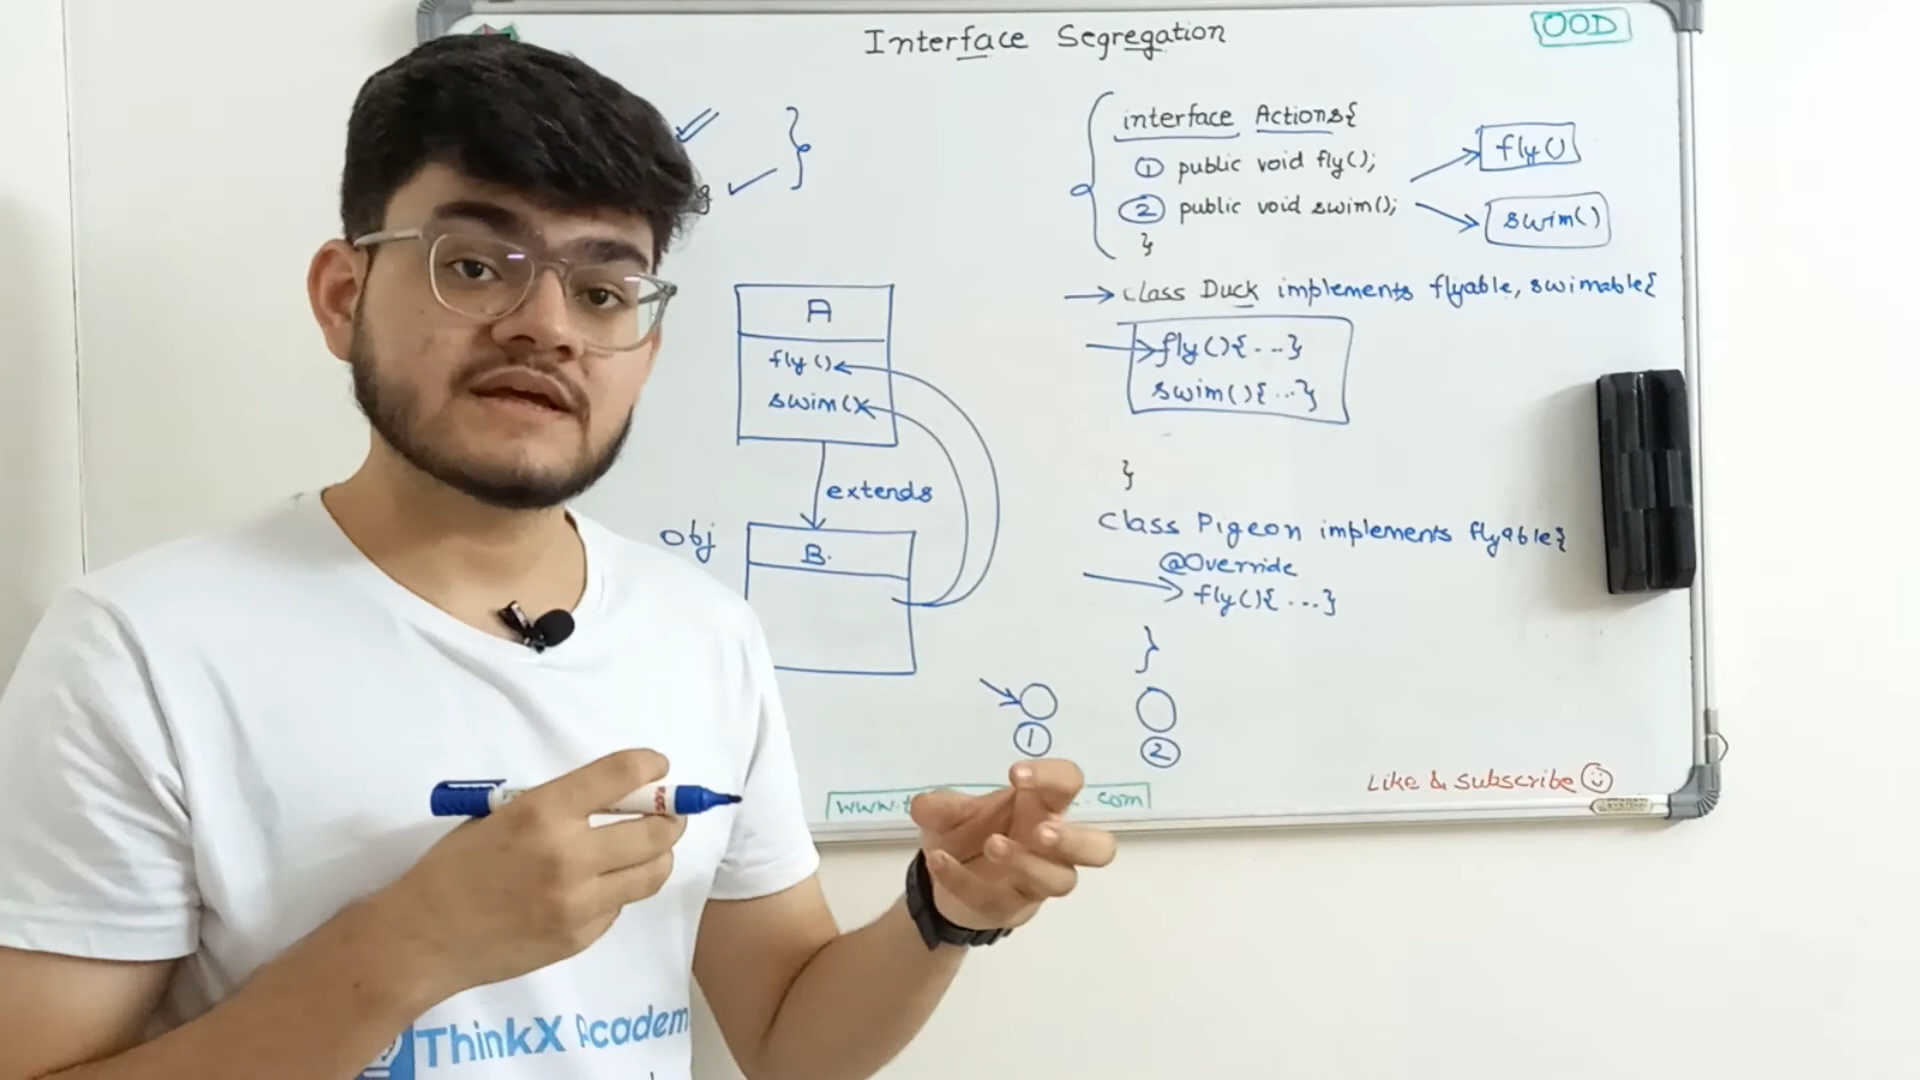 Interface Segregation
OOD
interface Actions{
① public void fly();
② public void swim();
}
fly()
swim()
class Duck implements flyable, swimable{
fly(){...}
swim(){...}
}
class Pigeon implements flyable{
@Override
fly(){...}
}
A
fly()
swim()
extends
Obj
B
①
②
Like & Subscribe
www. .com
ThinkX Academ